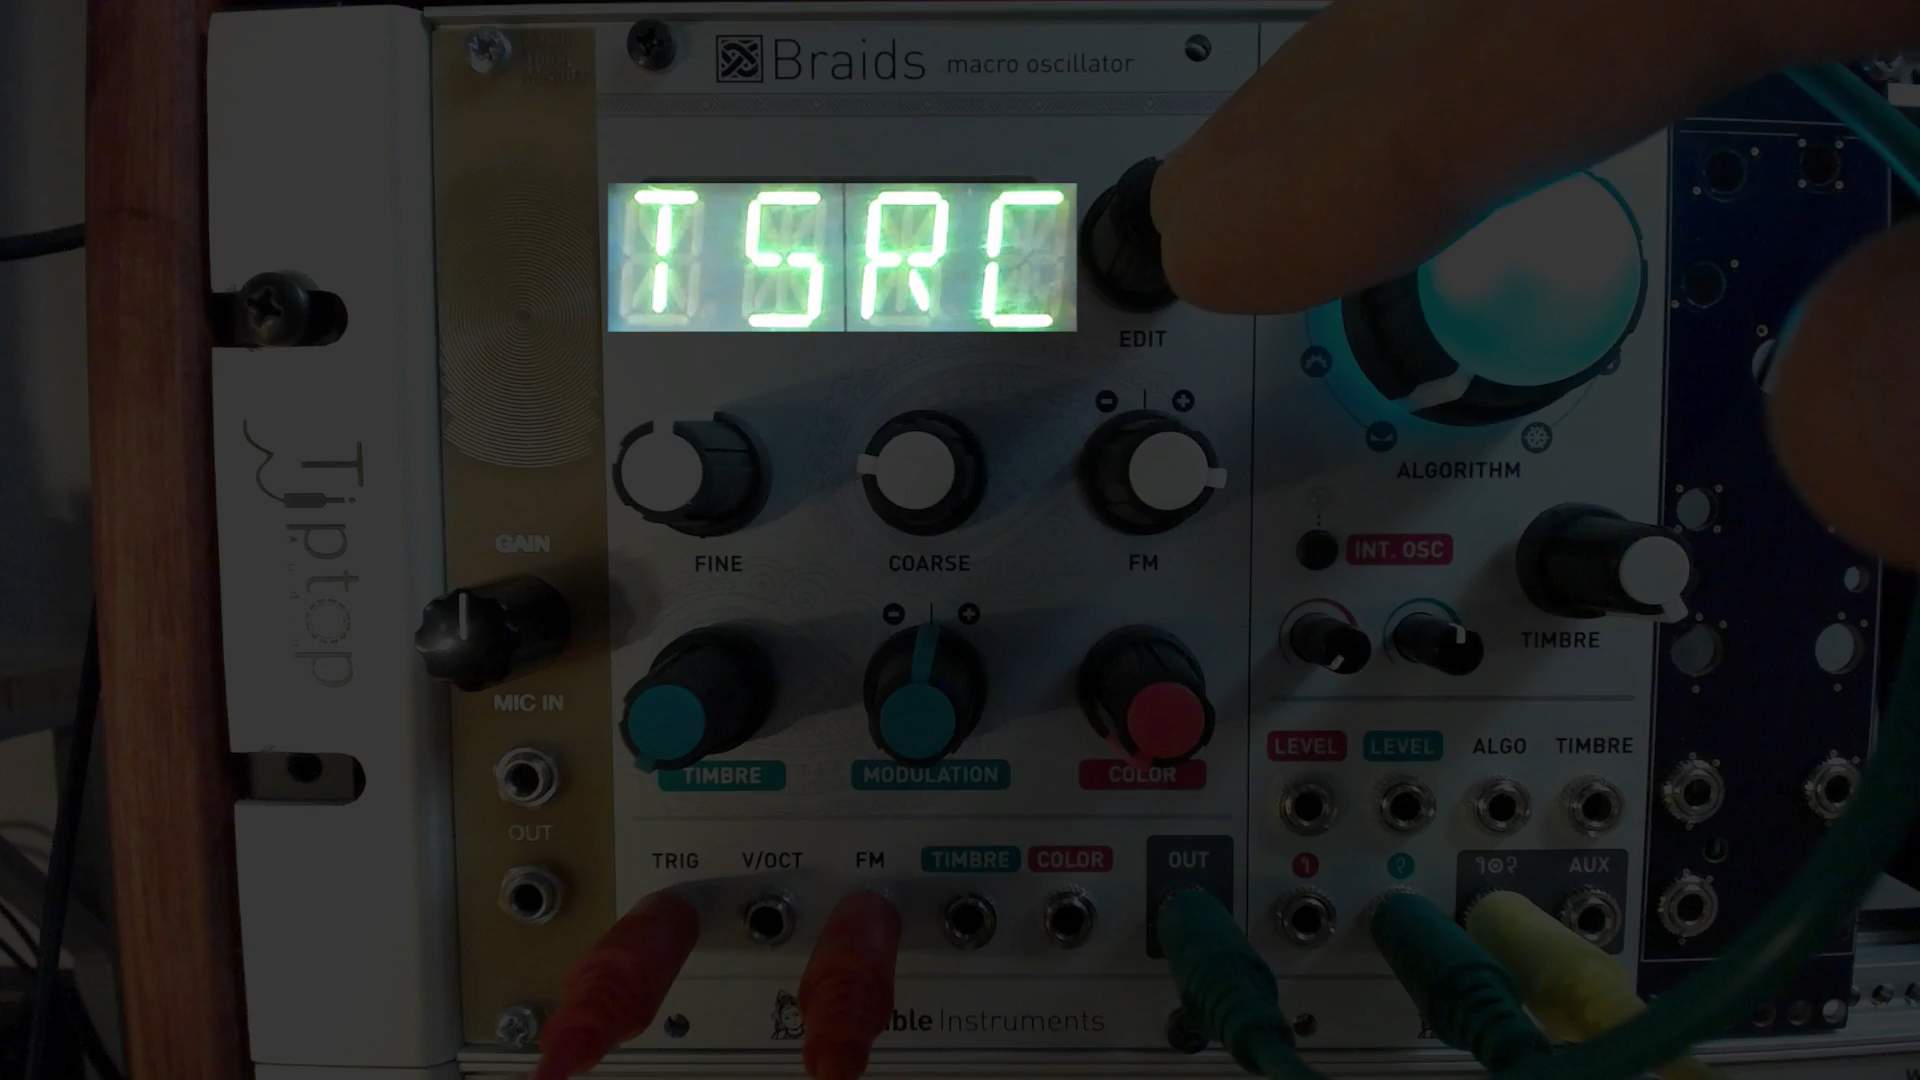 Braids macro oscillator
TSRC
EDIT
ALGORITHM
FINE
COARSE
FM
INT. OSC
TIMBRE
GAIN
MIC IN
OUT
Tiptop
TIMBRE
MODULATION
COLOR
LEVEL
LEVEL
ALGO
TIMBRE
TRIG
V/OCT
FM
TIMBRE
COLOR
OUT
AUX
ble Instruments